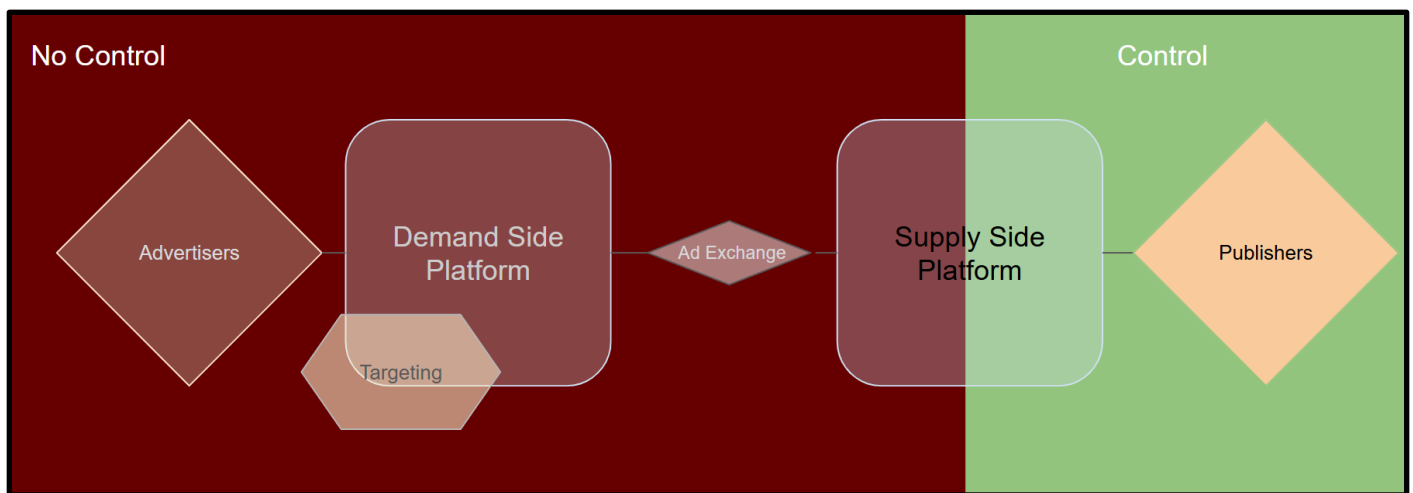 No Control
Control
Advertisers
Demand Side
Platform
Targeting
Ad Exchange
Supply Side
Platform
Publishers